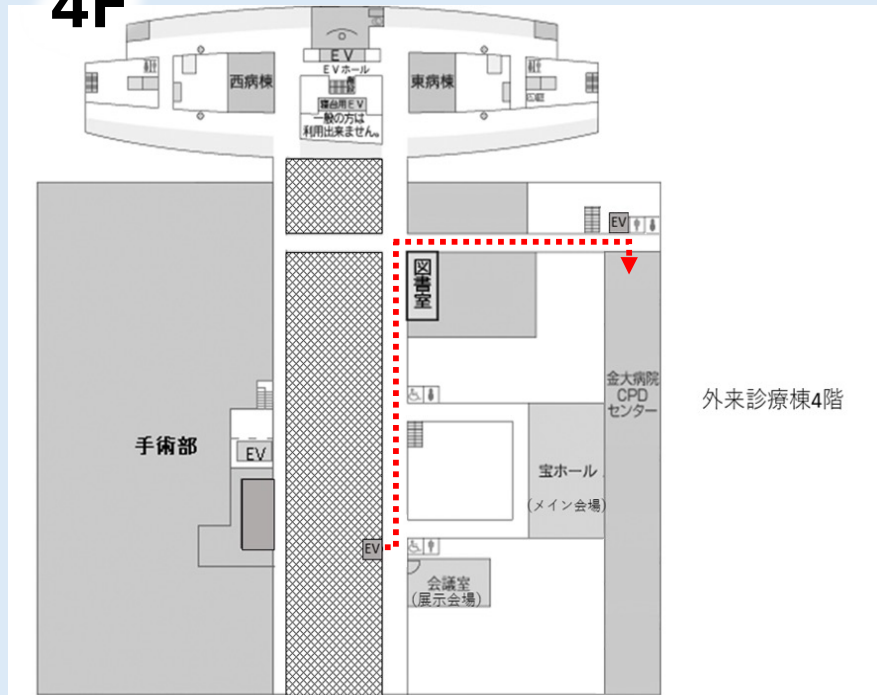 4F
EV
EVホール
西病棟
東病棟
寝台用EV
一般の方は
利用出来ません。
EV
図書室
金大病院
CPD
センター
外来診療棟4階
手術部
EV
宝ホール
(メイン会場)
EV
会議室
(展示会場)